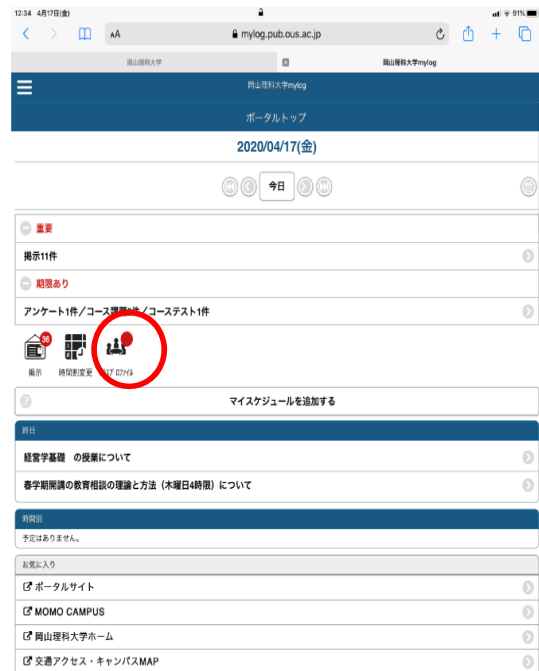 12:34 4月17日(金)
91%
AA
mylog.pub.ous.ac.jp
岡山理科大学
岡山理科大学mylog
岡山理科大学mylog
ポータルトップ
2020/04/17(金)
今日
重要
掲示11件
期限あり
アンケート1件／コース課題 件／コーステスト1件
36
掲示
時間割変更
マイスケジュールを追加する
終日
経営学基礎 の授業について
春学期開講の教育相談の理論と方法（木曜日4時限）について
時間割
予定はありません。
お気に入り
ポータルサイト
MOMO CAMPUS
岡山理科大学ホーム
交通アクセス・キャンパスMAP